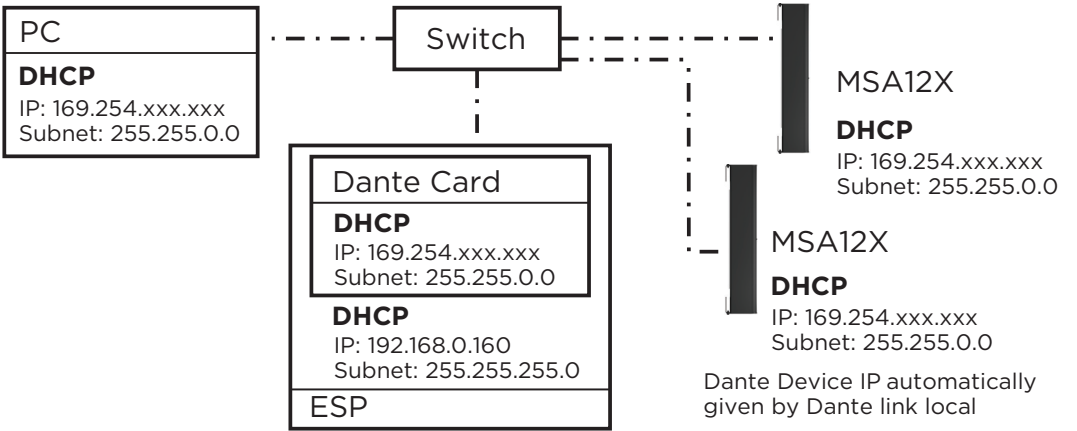 PC
DHCP
IP: 169.254.xxx.xxx
Subnet: 255.255.0.0
Switch
MSA12X
DHCP
IP: 169.254.xxx.xxx
Subnet: 255.255.0.0
Dante Card
DHCP
IP: 169.254.xxx.xxx
Subnet: 255.255.0.0
DHCP
IP: 192.168.0.160
Subnet: 255.255.255.0
ESP
MSA12X
DHCP
IP: 169.254.xxx.xxx
Subnet: 255.255.0.0
Dante Device IP automatically
given by Dante link local